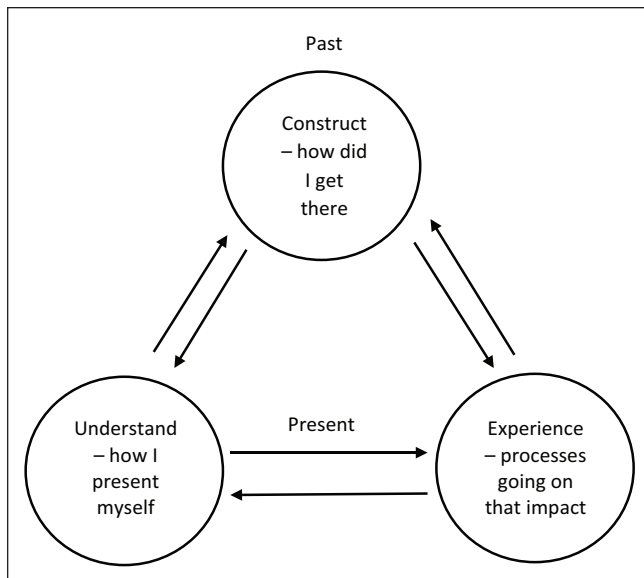 Past
Construct
– how did
I get
there
Present
Understand
– how I
present
myself
Experience
– processes
going on
that impact